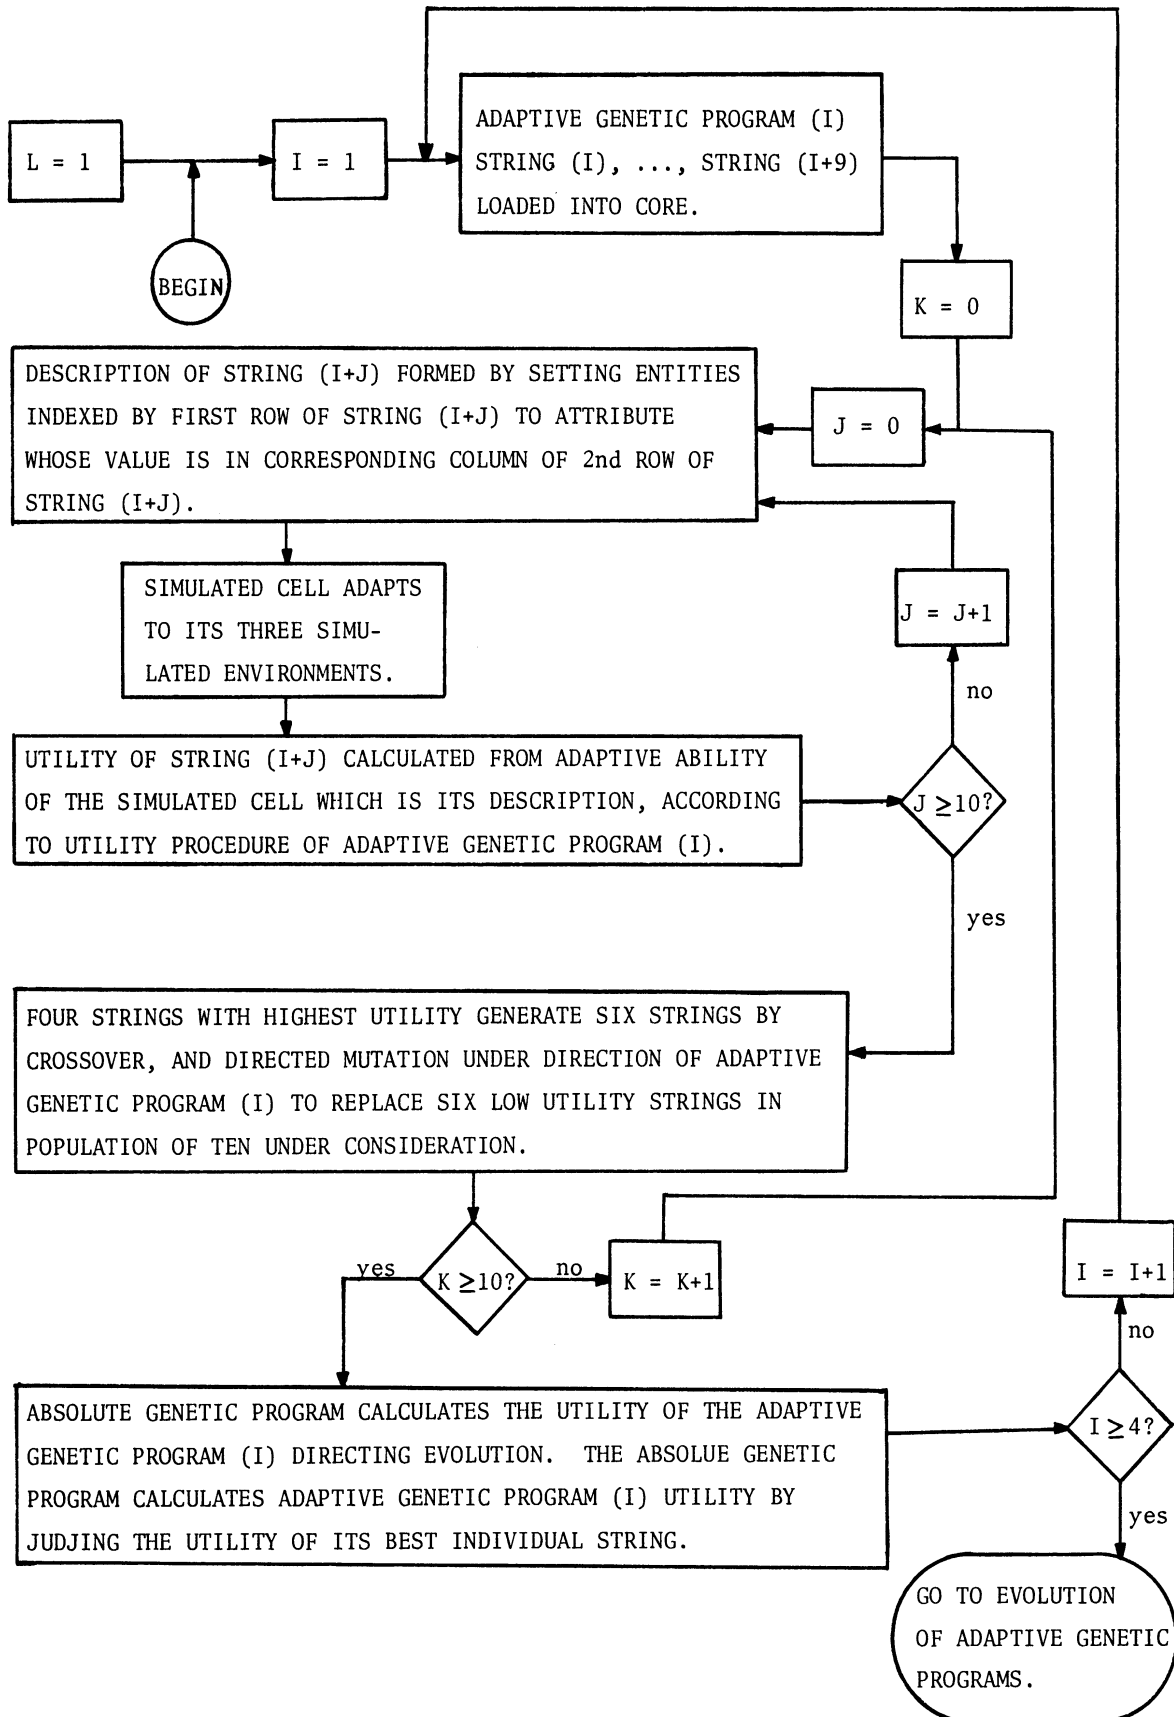 L = 1
BEGIN
I = 1
ADAPTIVE GENETIC PROGRAM (I)
STRING (I), ..., STRING (I+9)
LOADED INTO CORE.
K = 0
J = 0
DESCRIPTION OF STRING (I+J) FORMED BY SETTING ENTITIES
INDEXED BY FIRST ROW OF STRING (I+J) TO ATTRIBUTE
WHOSE VALUE IS IN CORRESPONDING COLUMN OF 2nd ROW OF
STRING (I+J).
SIMULATED CELL ADAPTS
TO ITS THREE SIMU-
LATED ENVIRONMENTS.
J = J+1
no
UTILITY OF STRING (I+J) CALCULATED FROM ADAPTIVE ABILITY
OF THE SIMULATED CELL WHICH IS ITS DESCRIPTION, ACCORDING
TO UTILITY PROCEDURE OF ADAPTIVE GENETIC PROGRAM (I).
J ≥10?
yes
FOUR STRINGS WITH HIGHEST UTILITY GENERATE SIX STRINGS BY
CROSSOVER, AND DIRECTED MUTATION UNDER DIRECTION OF ADAPTIVE
GENETIC PROGRAM (I) TO REPLACE SIX LOW UTILITY STRINGS IN
POPULATION OF TEN UNDER CONSIDERATION.
yes
K ≥10?
no
K = K+1
I = I+1
no
ABSOLUTE GENETIC PROGRAM CALCULATES THE UTILITY OF THE ADAPTIVE
GENETIC PROGRAM (I) DIRECTING EVOLUTION. THE ABSOLUE GENETIC
PROGRAM CALCULATES ADAPTIVE GENETIC PROGRAM (I) UTILITY BY
JUDJING THE UTILITY OF ITS BEST INDIVIDUAL STRING.
I ≥4?
yes
GO TO EVOLUTION
OF ADAPTIVE GENETIC
PROGRAMS.